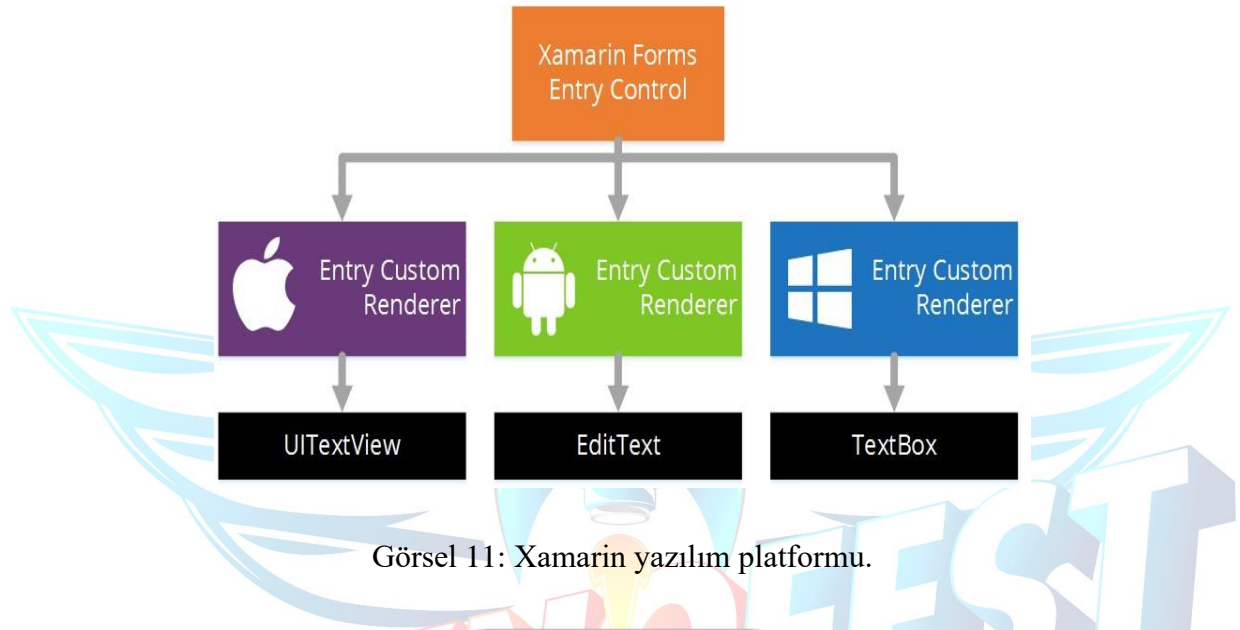 Xamarin Forms
Entry Control
Entry Custom
Renderer
Entry Custom
Renderer
Entry Custom
Renderer
UITextView
EditText
TextBox
Görsel 11: Xamarin yazılım platformu.